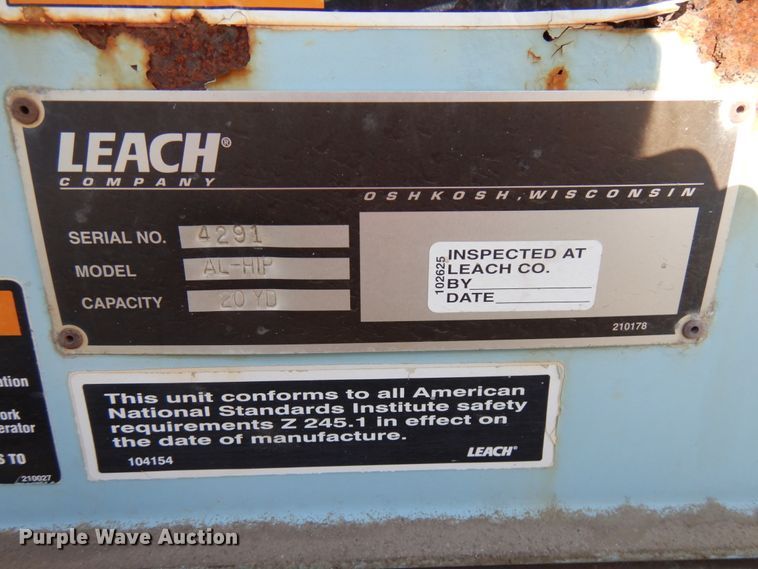 LEACH®
COMPANY
OSHKOSH, WISCONSIN
SERIAL NO. 4291
MODEL AL-HIP
CAPACITY 20 YD
102625
INSPECTED AT
LEACH CO.
BY
DATE
210178
This unit conforms to all American
National Standards Institute safety
requirements Z 245.1 in effect on
the date of manufacture.
104154 LEACH®
ation
ork
erator
S TO
210027
Purple Wave Auction